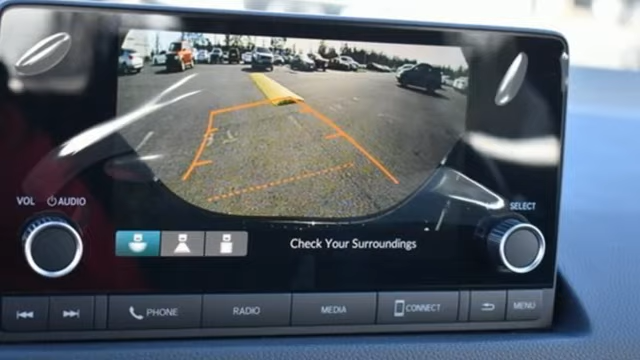 VOL AUDIO
SELECT
Check Your Surroundings
PHONE RADIO MEDIA CONNECT MENU